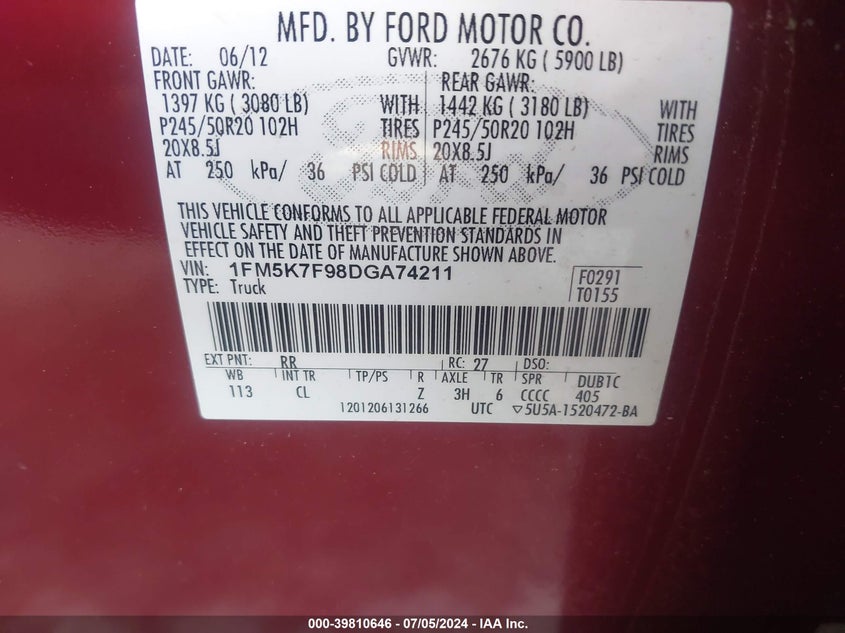 MFD. BY FORD MOTOR CO.
DATE: 06/12 GVWR: 2676 KG ( 5900 LB)
FRONT GAWR: REAR GAWR:
1397 KG ( 3080 LB) WITH 1442 KG ( 3180 LB) WITH
P245/50R20 102H TIRES P245/50R20 102H TIRES
20X8.5J RIMS 20X8.5J RIMS
AT 250 kPa/ 36 PSI COLD AT 250 kPa/ 36 PSI COLD
THIS VEHICLE CONFORMS TO ALL APPLICABLE FEDERAL MOTOR
VEHICLE SAFETY AND THEFT PREVENTION STANDARDS IN
EFFECT ON THE DATE OF MANUFACTURE SHOWN ABOVE.
VIN: 1FM5K7F98DGA74211 F0291
TYPE: Truck T0155
EXT PNT: RR RC: 27 DSO:
WB INT TR TP/PS R AXLE TR SPR DUB1C
113 CL Z 3H 6 CCCC 405
1201206131266 UTC ▽5U5A-1520472-BA
000-39810646 - 07/05/2024 - IAA Inc.